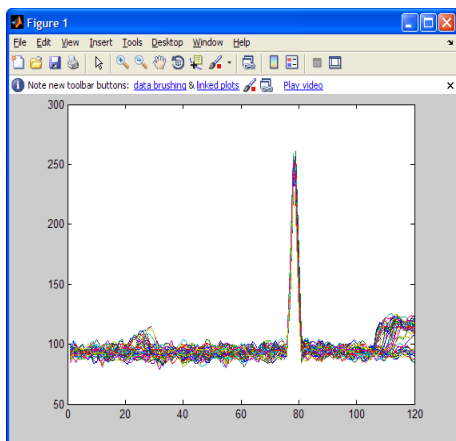 Figure 1
File Edit View Insert Tools Desktop Window Help
Note new toolbar buttons: data brushing & linked plots Play video
300
250
200
150
100
50
0 20 40 60 80 100 120